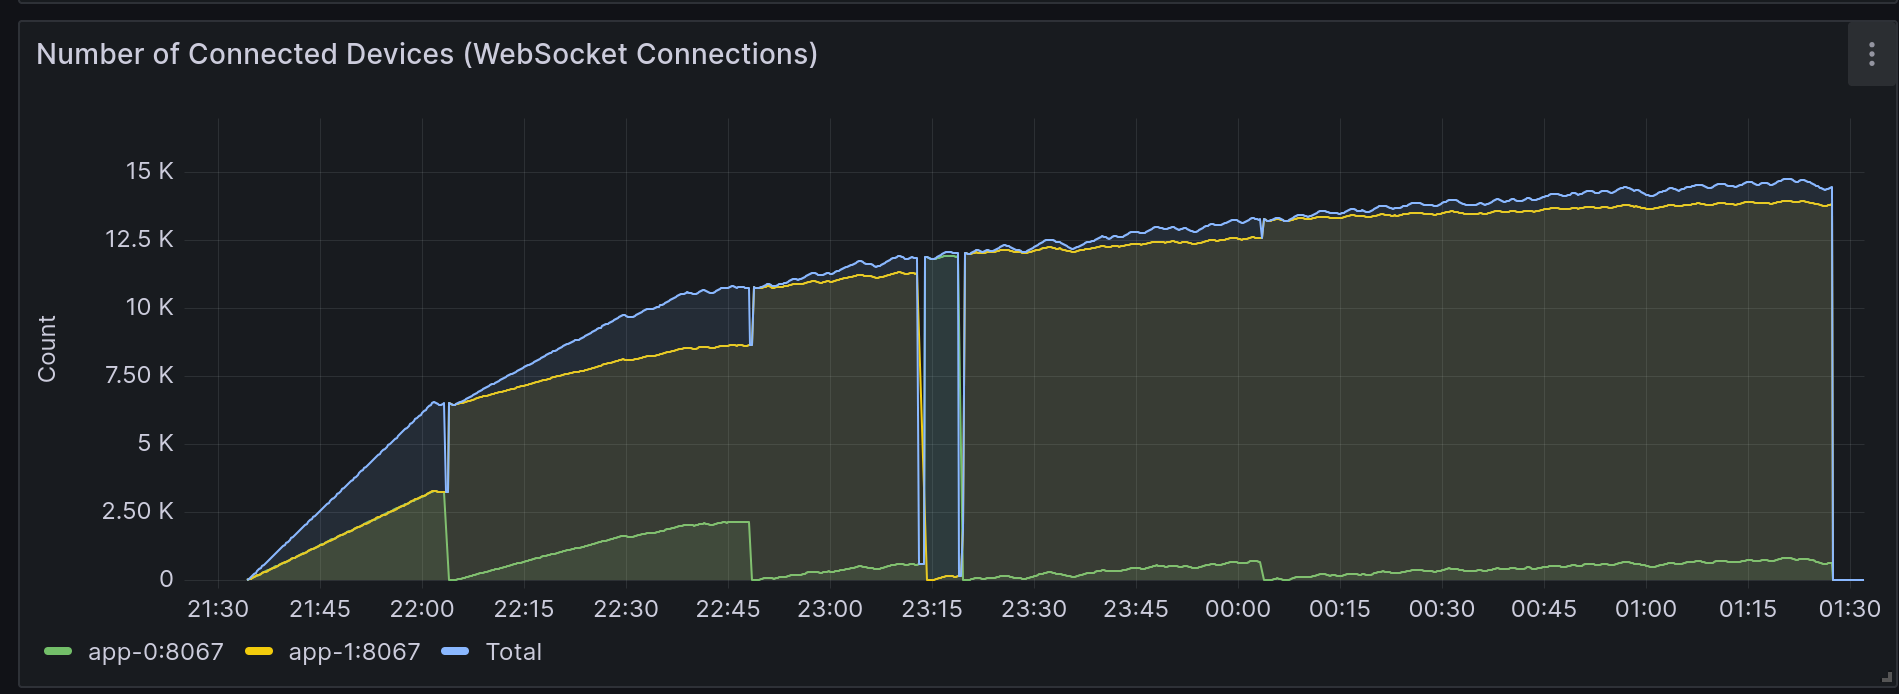 Number of Connected Devices (WebSocket Connections)
15 K
12.5 K
10 K
7.50 K
5 K
2.50 K
0
Count
21:30 21:45 22:00 22:15 22:30 22:45 23:00 23:15 23:30 23:45 00:00 00:15 00:30 00:45 01:00 01:15 01:30
app-0:8067 app-1:8067 Total